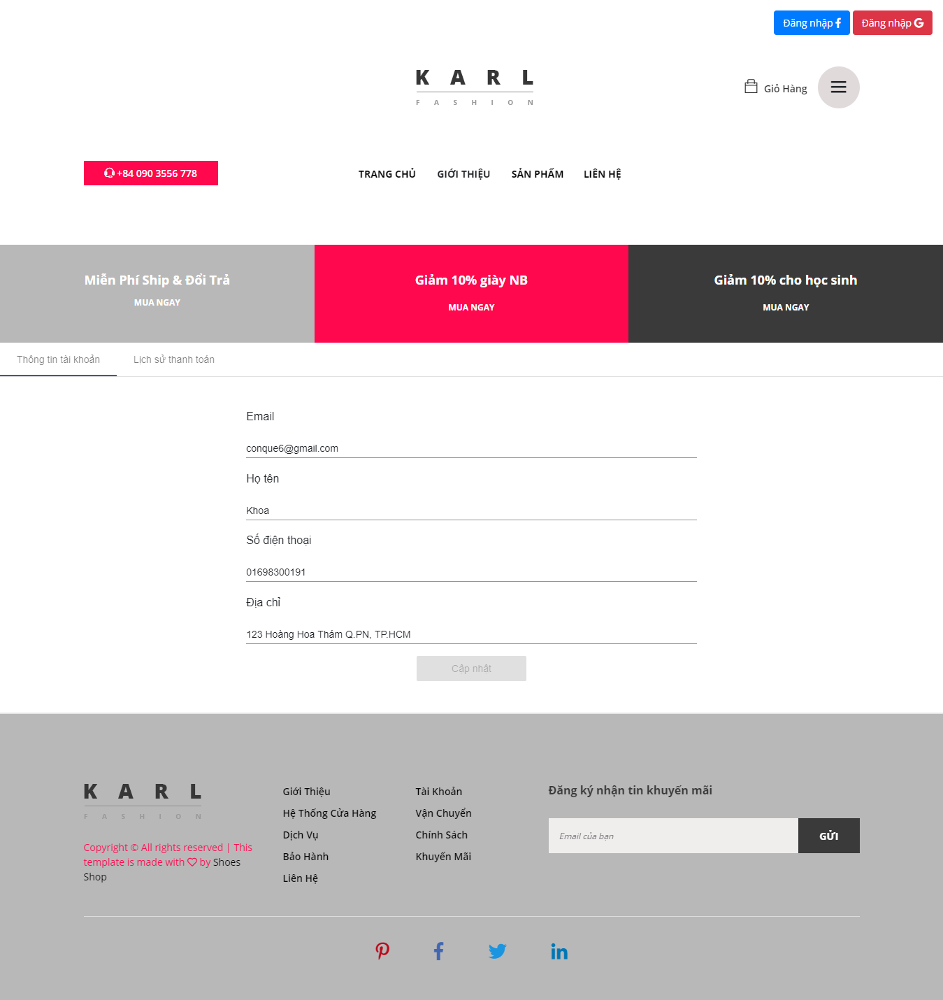 Đăng nhập
Đăng nhập
KARL
FASHION
Giỏ Hàng
+84 090 3556 778
TRANG CHỦ
GIỚI THIỆU
SẢN PHẨM
LIÊN HỆ
Miễn Phí Ship & Đổi Trả
MUA NGAY
Giảm 10% giày NB
MUA NGAY
Giảm 10% cho học sinh
MUA NGAY
Thông tin tài khoản
Lịch sử thanh toán
Email
conque6@gmail.com
Họ tên
Khoa
Số điện thoại
01698300191
Địa chỉ
123 Hoàng Hoa Thám Q.PN, TP.HCM
Cập nhật
KARL
FASHION
Copyright © All rights reserved | This
template is made with by Shoes
Shop
Giới Thiệu
Hệ Thống Cửa Hàng
Dịch Vụ
Bảo Hành
Liên Hệ
Tài Khoản
Vận Chuyển
Chính Sách
Khuyến Mãi
Đăng ký nhận tin khuyến mãi
Email của bạn
GỬI